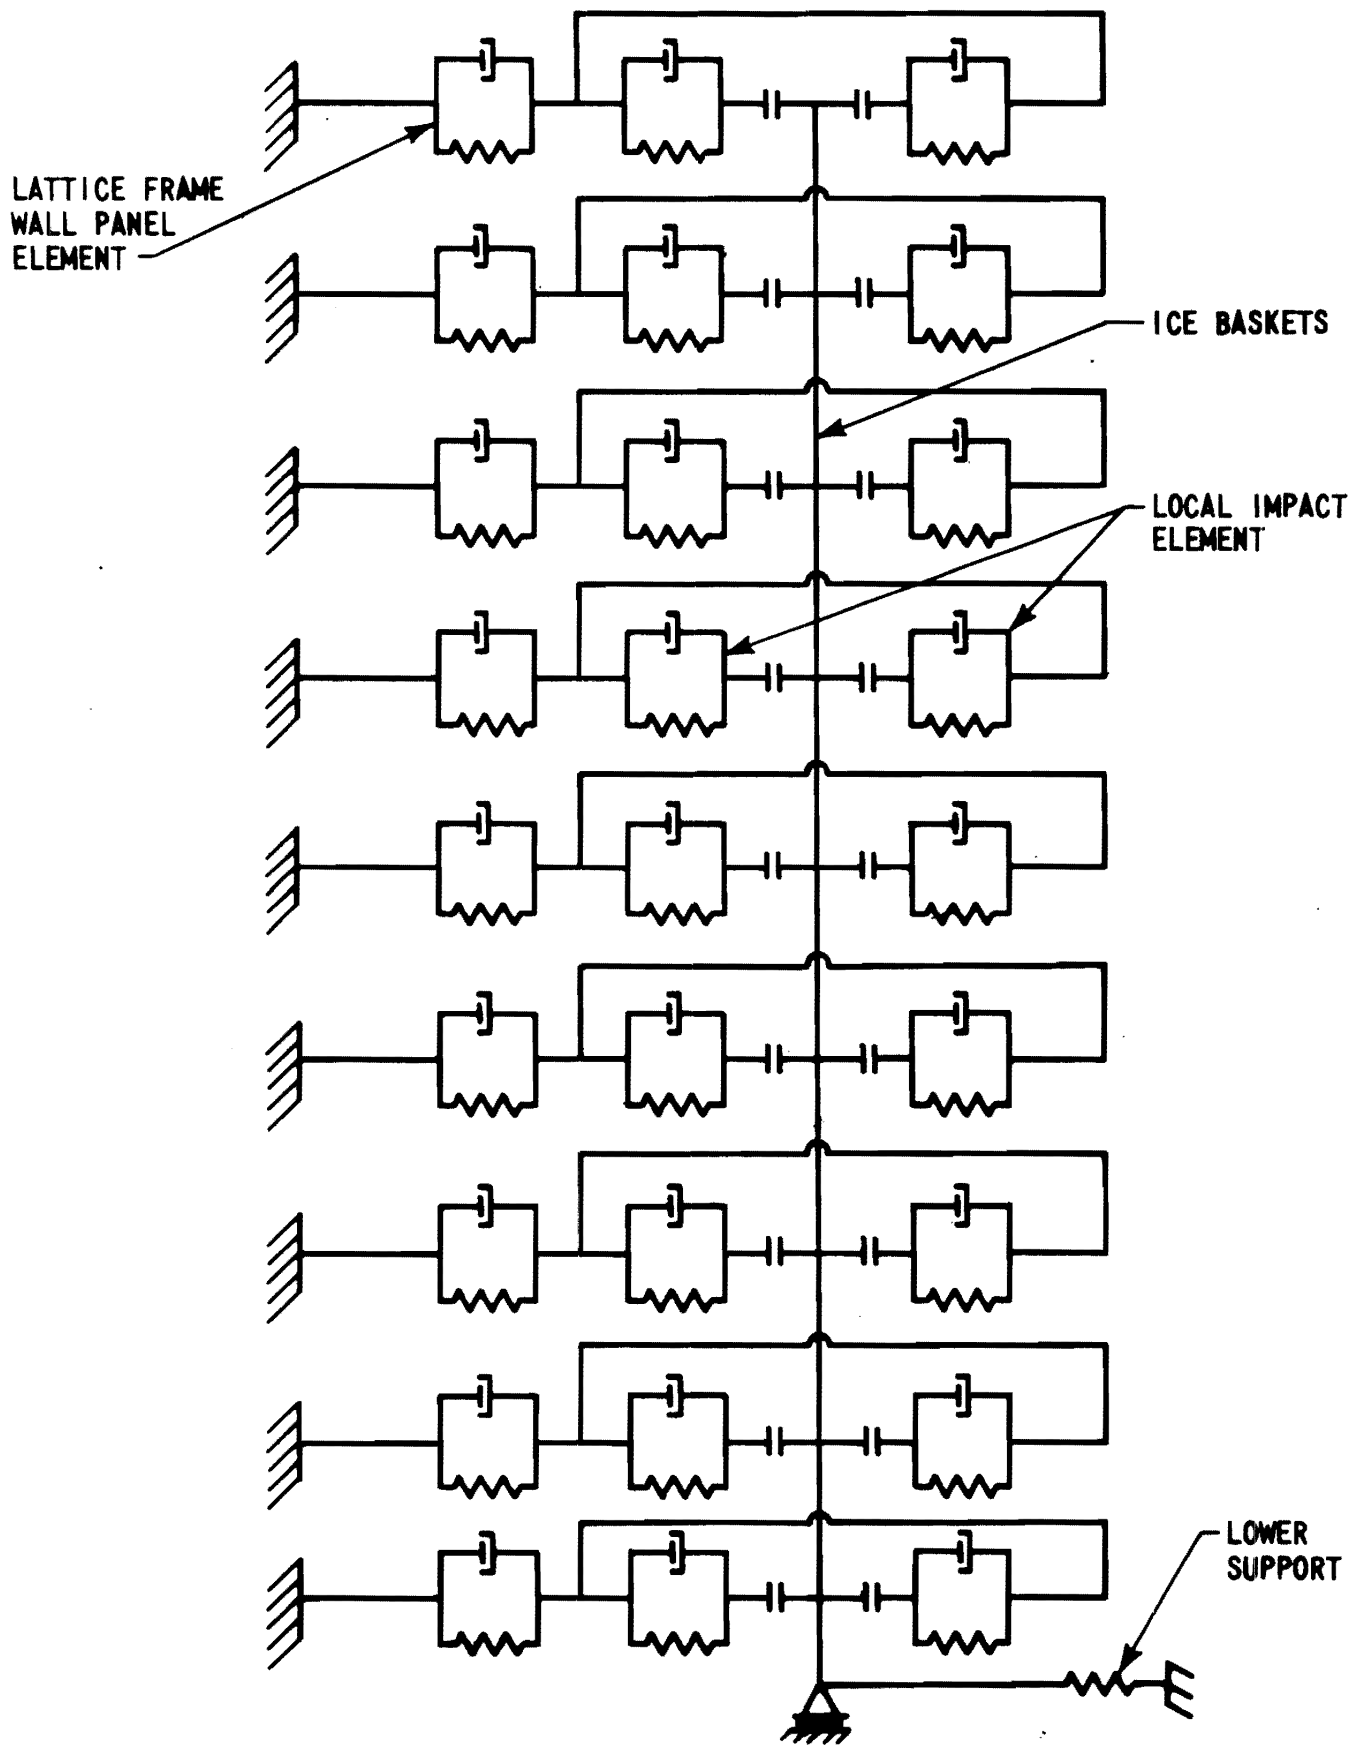 LATTICE FRAME
WALL PANEL
ELEMENT
ICE BASKETS
LOCAL IMPACT
ELEMENT
LOWER
SUPPORT